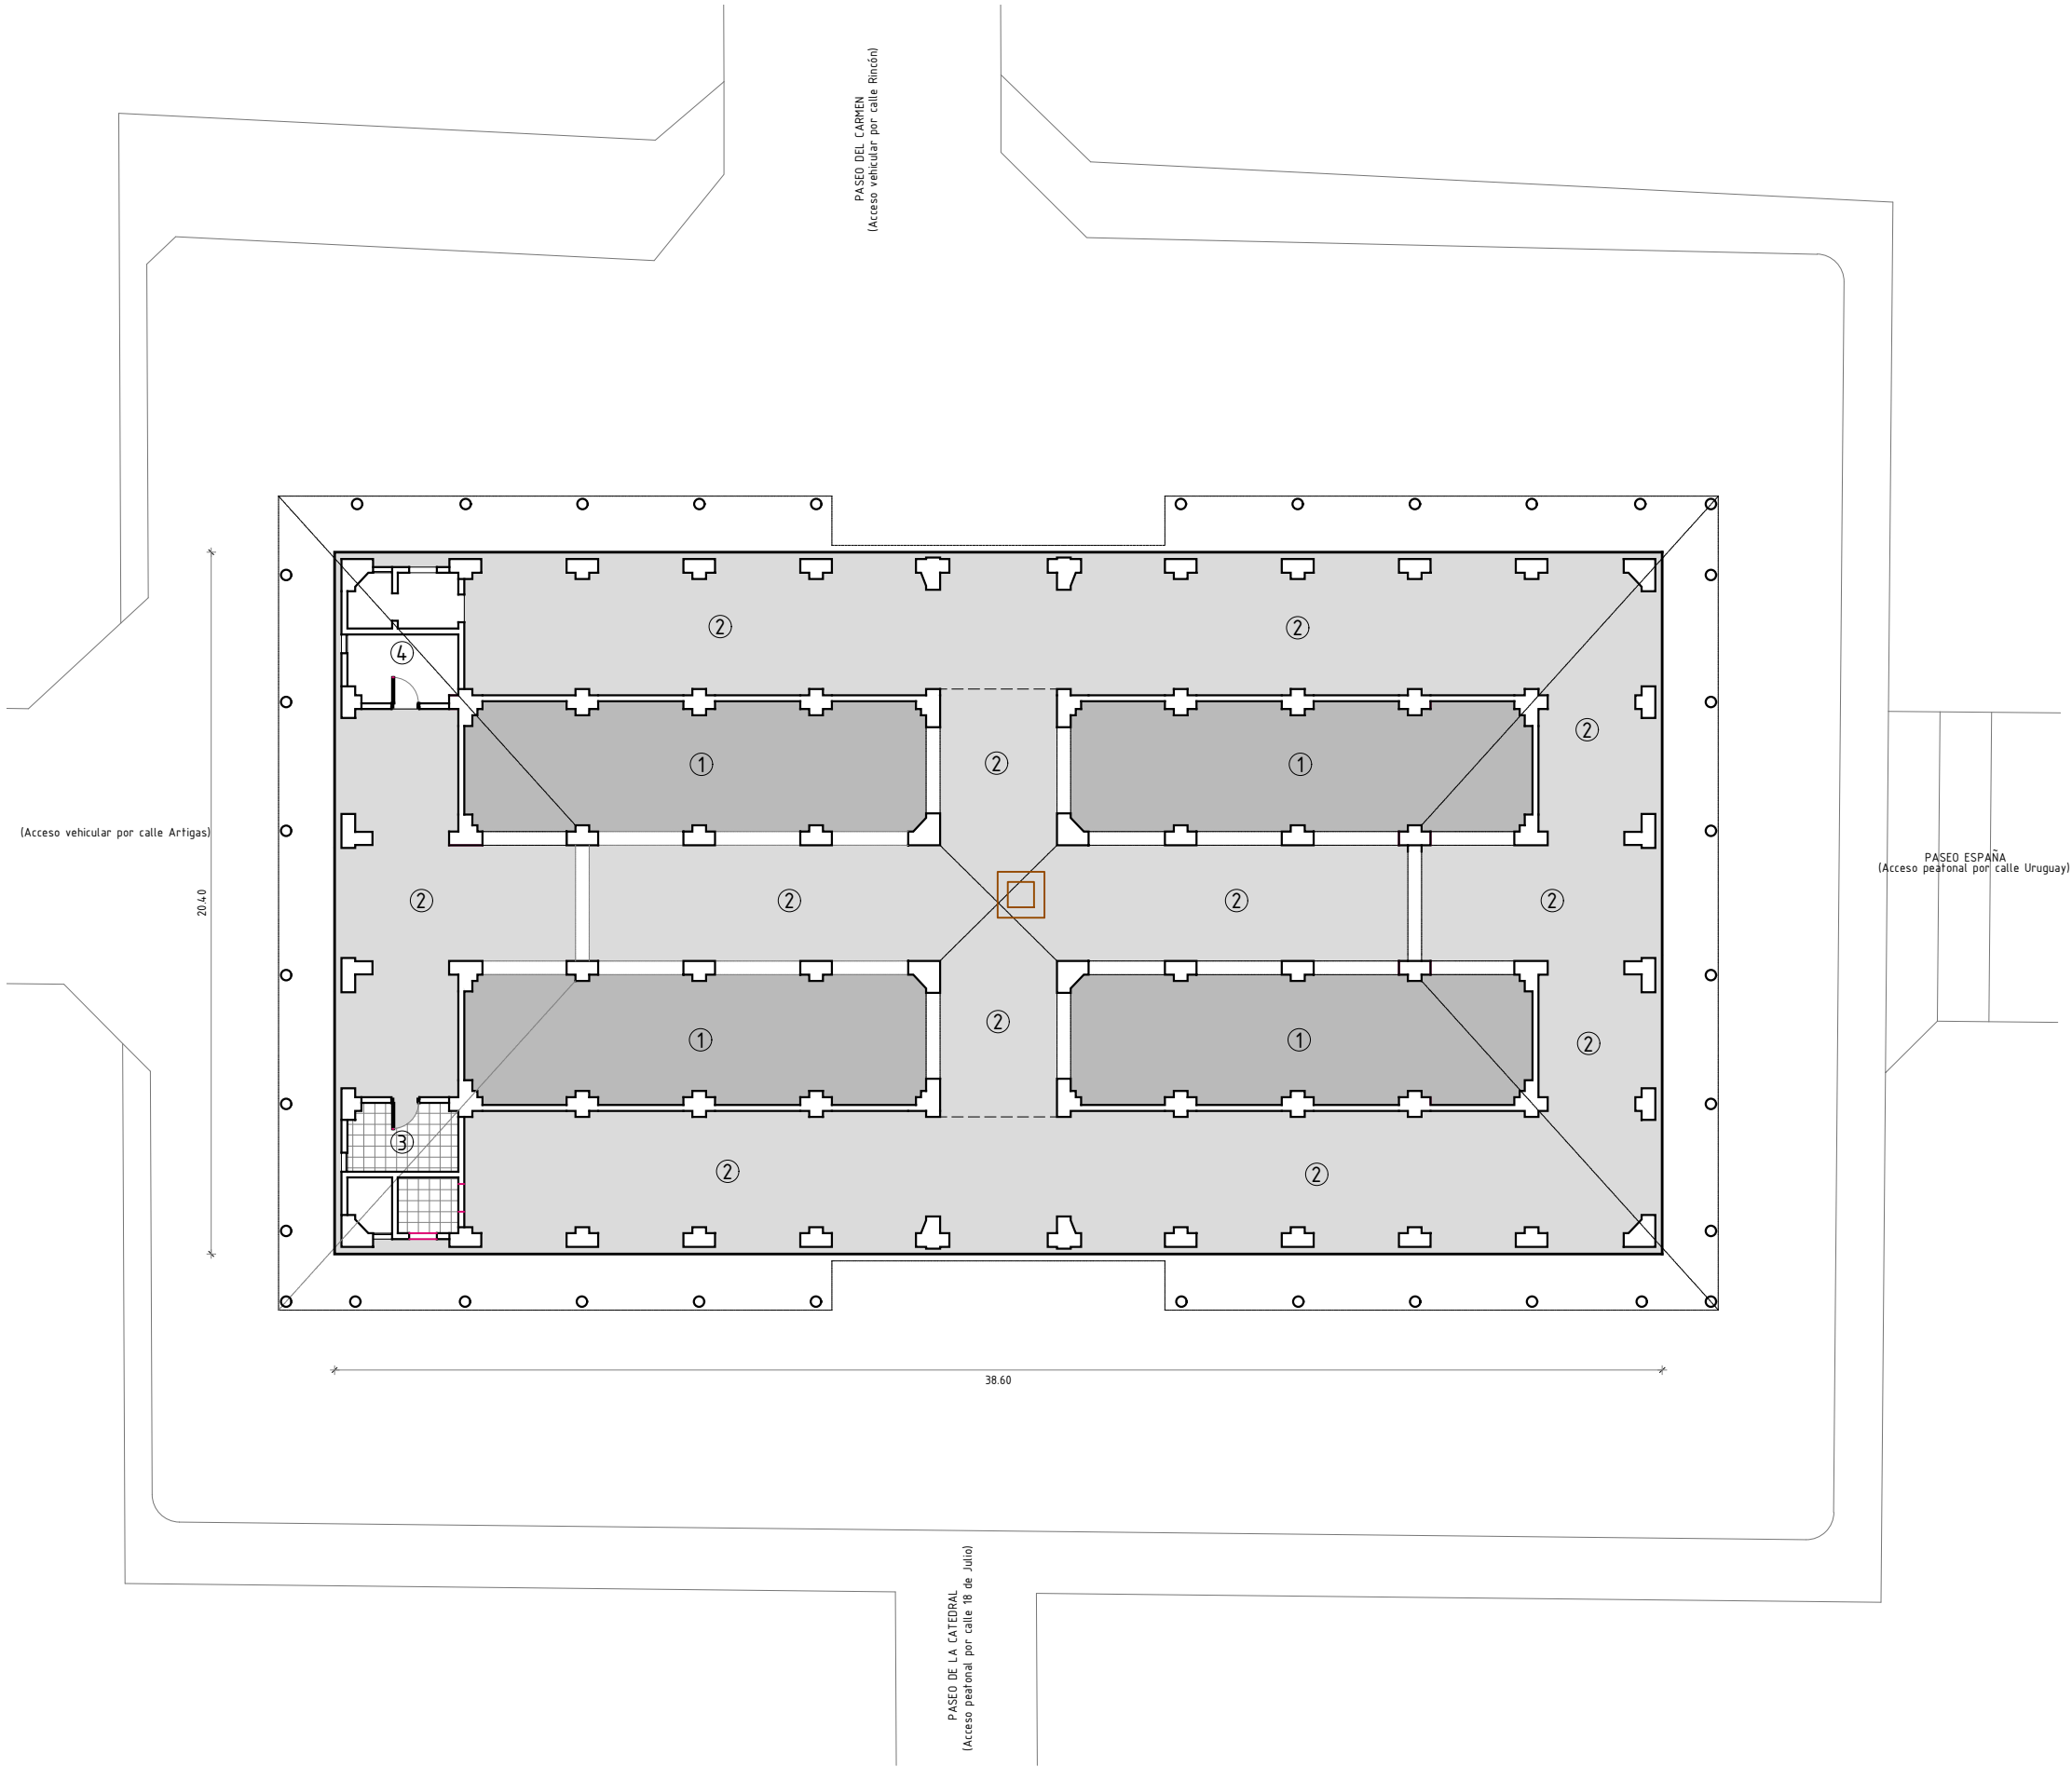 PASEO DEL CARMEN
(Acceso vehicular por calle Rincón)
2
2
4
2
1
2
1
(Acceso vehicular por calle Artigas)
PASEO ESPAÑA
(Acceso peatonal por calle Uruguay)
20.40
2
2
2
2
2
1
1
2
3
2
2
38.60
PASEO DE LA CATEDRAL
(Acceso peatonal por calle 18 de Julio)